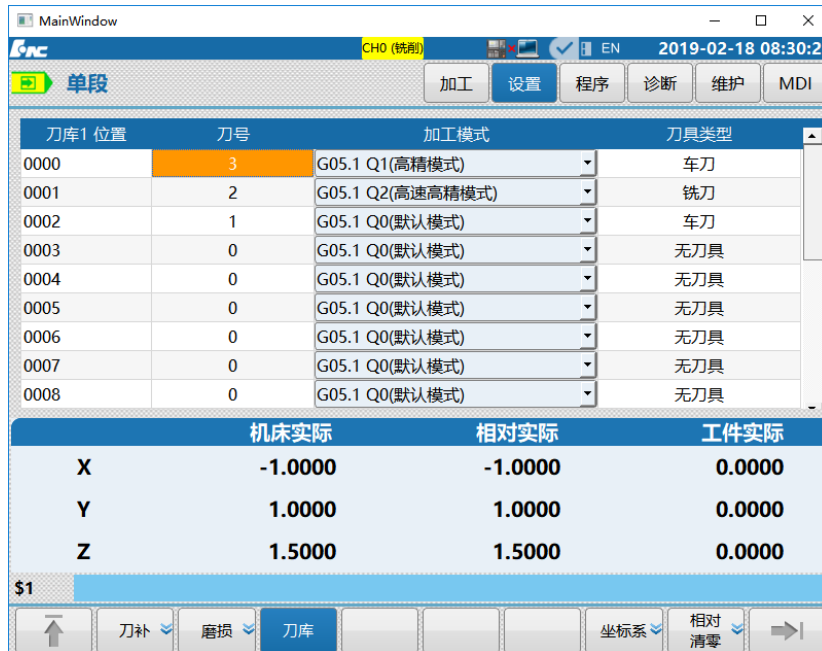 MainWindow
HNC CH0 (铣削) EN 2019-02-18 08:30:2
单段 加工 设置 程序 诊断 维护 MDI
刀库1 位置 刀号 加工模式 刀具类型
0000 3 G05.1 Q1(高精模式) 车刀
0001 2 G05.1 Q2(高速高精模式) 铣刀
0002 1 G05.1 Q0(默认模式) 车刀
0003 0 G05.1 Q0(默认模式) 无刀具
0004 0 G05.1 Q0(默认模式) 无刀具
0005 0 G05.1 Q0(默认模式) 无刀具
0006 0 G05.1 Q0(默认模式) 无刀具
0007 0 G05.1 Q0(默认模式) 无刀具
0008 0 G05.1 Q0(默认模式) 无刀具
机床实际 相对实际 工件实际
X -1.0000 -1.0000 0.0000
Y 1.0000 1.0000 0.0000
Z 1.5000 1.5000 0.0000
$1
刀补 磨损 刀库 坐标系 相对
清零